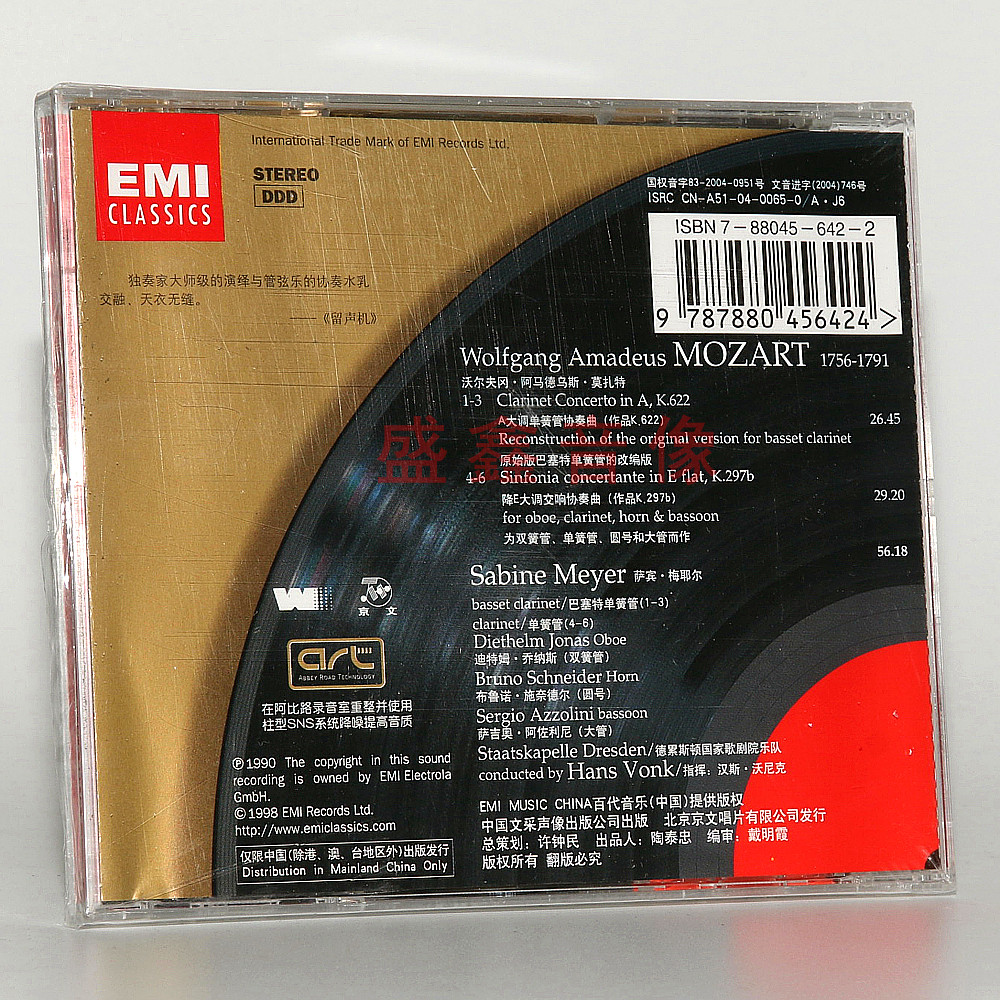 EMI
CLASSICS
International Trade Mark of EMI Records Ltd.
STEREO
DDD
国权音字83-2004-0951号 文音进字(2004)746号
ISRC CN-A51-04-0065-0/A·J6
ISBN 7-88045-642-2
9 787880 456424 >
独奏家大师级的演绎与管弦乐的协奏水乳
交融、天衣无缝。
——《留声机》
Wolfgang Amadeus MOZART 1756-1791
沃尔夫冈·阿马德乌斯·莫扎特
1-3 Clarinet Concerto in A, K.622
A大调单簧管协奏曲（作品K.622） 26.45
Reconstruction of the original version for basset clarinet
原始版巴塞特单簧管的改编版
盛鑫音像
4-6 Sinfonia concertante in E flat, K.297b
降E大调交响协奏曲（作品K.297b） 29.20
for oboe, clarinet, horn & bassoon
为双簧管、单簧管、圆号和大管而作
56.18
Sabine Meyer 萨宾·梅耶尔
basset clarinet/巴塞特单簧管(1-3)
clarinet/单簧管(4-6)
Diethelm Jonas Oboe
迪特姆·乔纳斯（双簧管）
Bruno Schneider Horn
布鲁诺·施奈德尔（圆号）
Sergio Azzolini bassoon
萨吉奥·阿佐利尼（大管）
Staatskapelle Dresden/德累斯顿国家歌剧院乐队
conducted by Hans Vonk/指挥：汉斯·沃尼克
EMI MUSIC CHINA百代音乐(中国)提供版权
中国文采声像出版公司出版 北京京文唱片有限公司发行
总策划：许钟民 出品人：陶泰忠 编审：戴明霞
版权所有 翻版必究
京文
art
ABBEY ROAD TECHNOLOGY
在阿比路录音室重整并使用
柱型SNS系统降噪提高音质
℗1990 The copyright in this sound
recording is owned by EMI Electrola
GmbH.
©1998 EMI Records Ltd.
http://www.emiclassics.com
仅限中国(除港、澳、台地区外)出版发行
Distribution in Mainland China Only